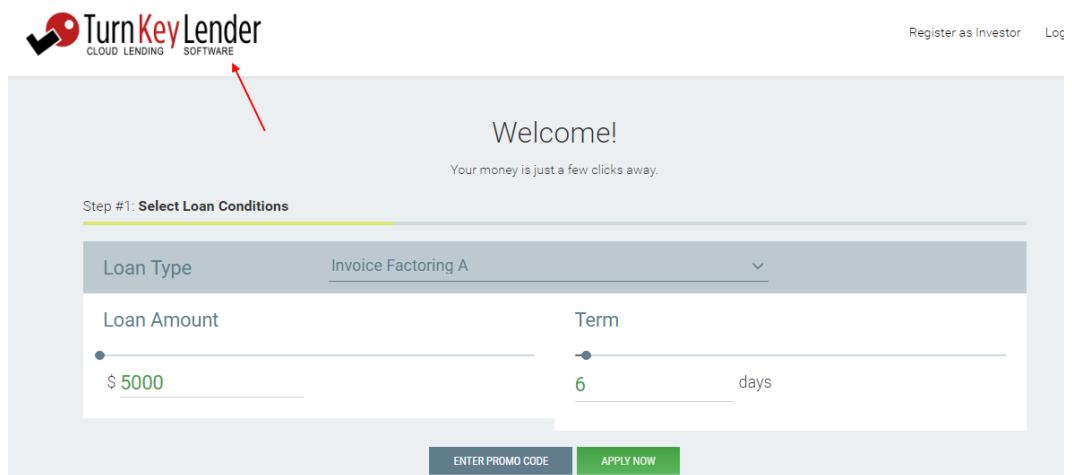 TurnKey Lender
CLOUD LENDING SOFTWARE
Register as Investor
Welcome!
Your money is just a few clicks away.
Step #1: Select Loan Conditions
Loan Type Invoice Factoring A
Loan Amount Term
$ 5000 6 days
ENTER PROMO CODE APPLY NOW